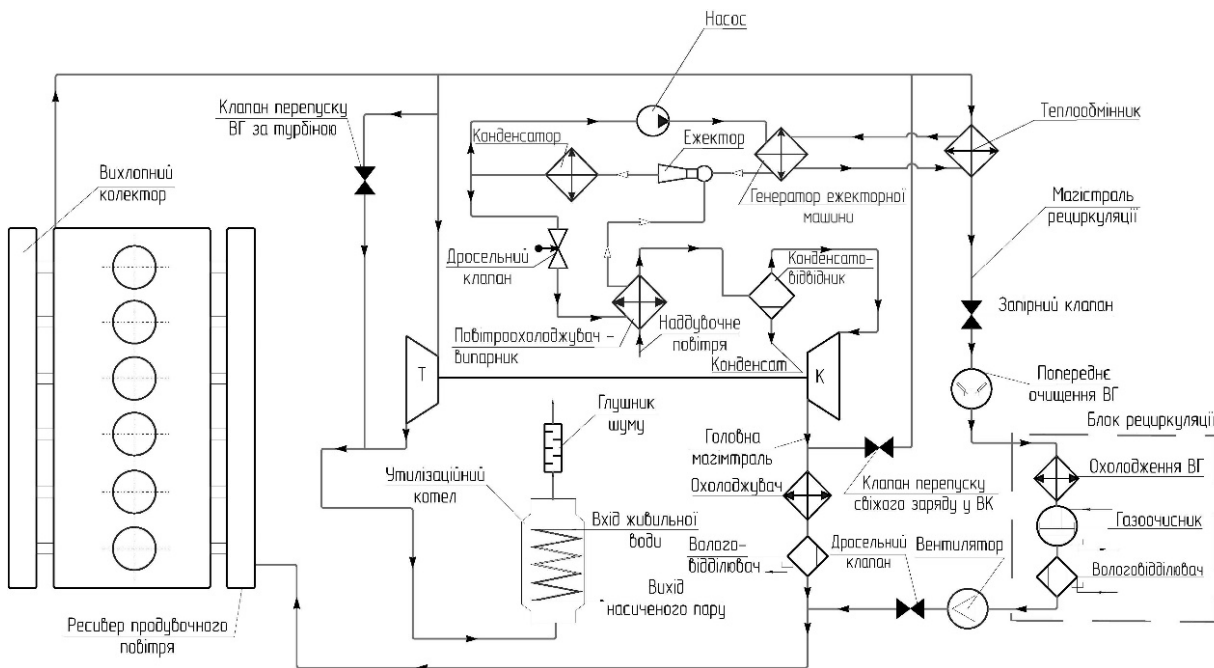 Насос
Клапан перепуску
ВГ за турбіною
Конденсатор
Ежектор
Теплообмінник
Вихлопний
колектор
Генератор ежекторної
машини
Магістраль
рециркуляції
Дросельний
клапан
Конденсато-
відвідник
Запірний клапан
Повітроохолджувач -
випарник
Наддувочне
повітря
Конденсат
Т
К
Попереднє
очищення ВГ
Глушник
шуму
Блок рециркуляції
Головна
магімтраль
Утилізаційний
котел
Охолоджувач
Клапан перепуску
свіжого заряду у ВК
Охолодження ВГ
Вхід живильної
води
Газоочисник
Волого-
відділювач
Дросельний
клапан
Вентилятор
Вологовідділювач
Вихід
насиченого пару
Ресивер продувочного
повітря